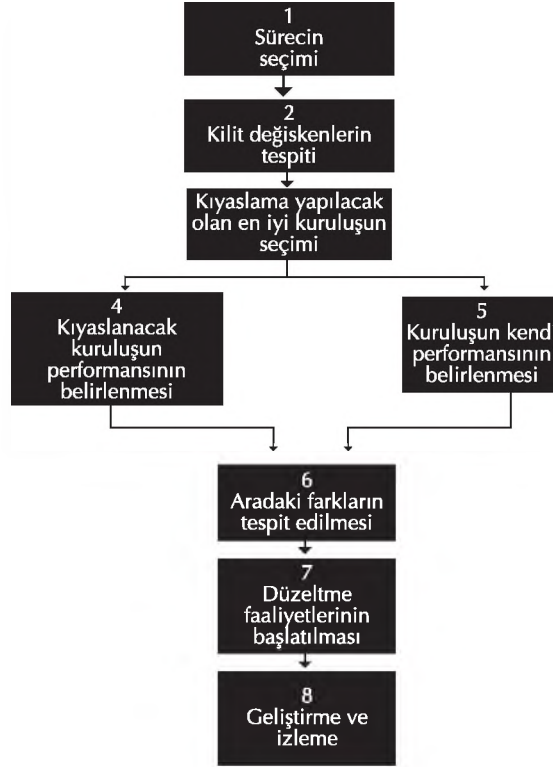 1
Sürecin
seçimi
2
Kilit değiskenlerin
tespiti
Kıyaslama yapılacak
olan en iyi kuruluşun
seçimi
4
Kıyaslanacak
kuruluşun
performansının
belirlenmesi
5
Kuruluşun kend
performansının
belirlenmesi
6
Aradaki farkların
tespit edilmesi
7
Düzeltme
faaliyetlerinin
başlatılması
8
Geliştirme ve
izleme